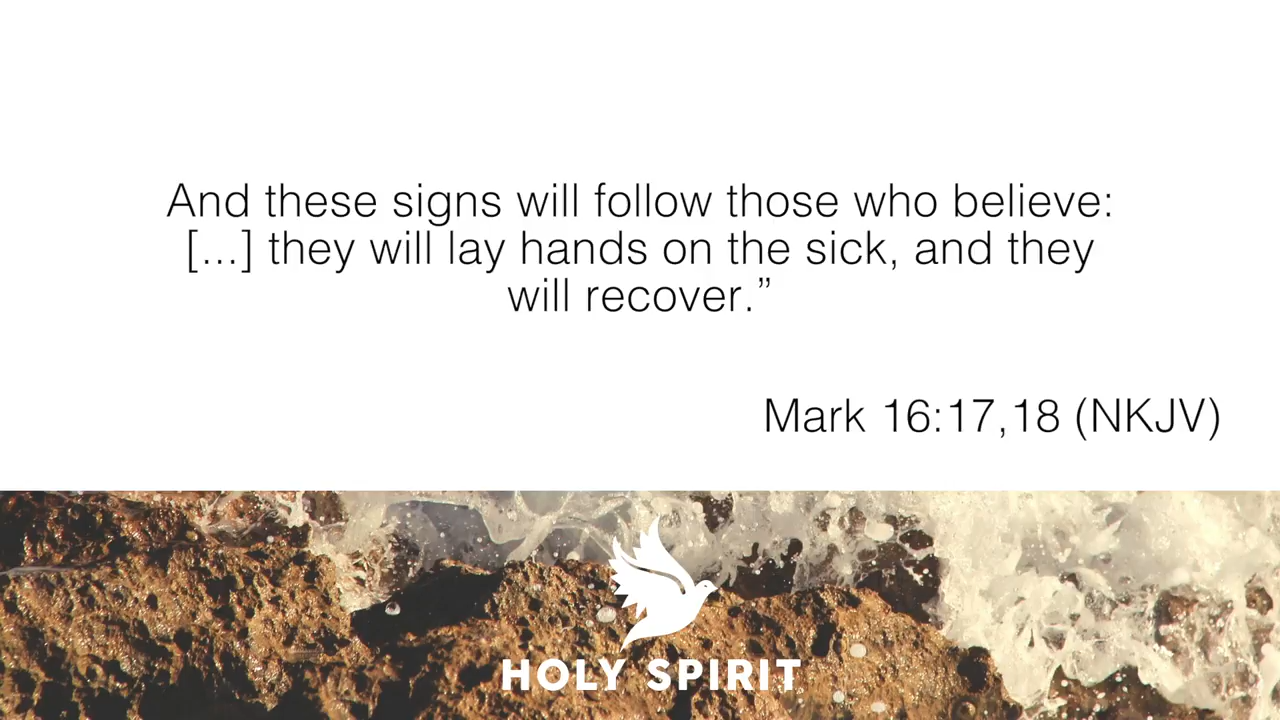 And these signs will follow those who believe:
[...] they will lay hands on the sick, and they
will recover.”
Mark 16:17,18 (NKJV)
HOLY SPIRIT